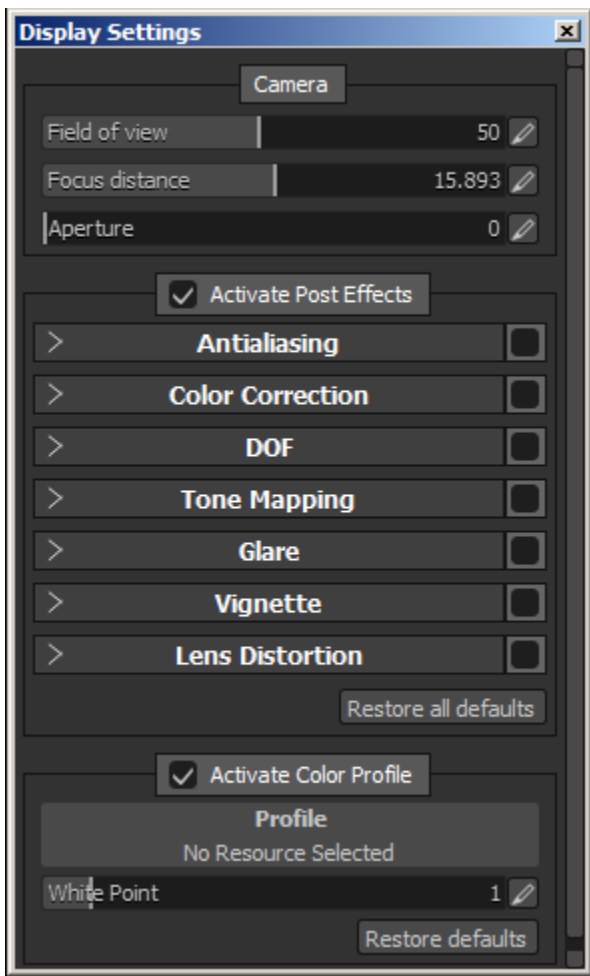 Display Settings
Camera
Field of view 50
Focus distance 15.893
Aperture 0
Activate Post Effects
Antialiasing
Color Correction
DOF
Tone Mapping
Glare
Vignette
Lens Distortion
Restore all defaults
Activate Color Profile
Profile
No Resource Selected
White Point 1
Restore defaults